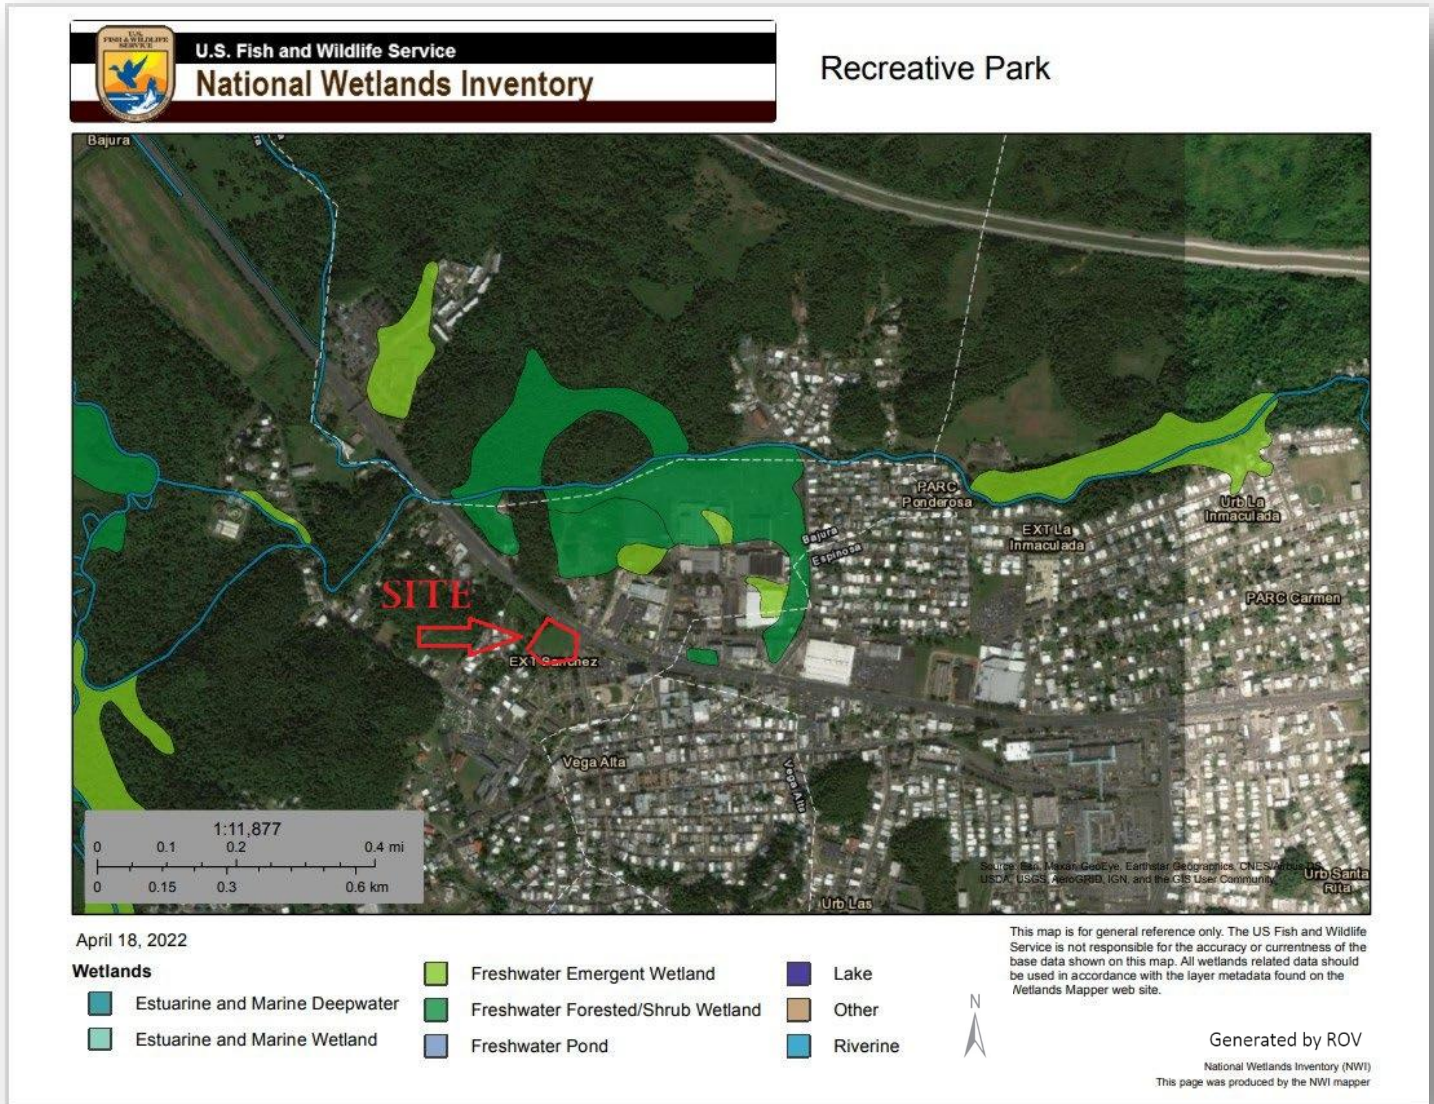 U.S. FISH & WILDLIFE SERVICE
U.S. Fish and Wildlife Service
National Wetlands Inventory
Recreative Park
Bajura
PARC
Ponderosa
Urb La
Inmaculada
EXT La
Inmaculada
Bajura
Espinosa
PARC Carmen
SITE
EXT Sanchez
Vega Alta
Vega Alta
Urb Santa
Rita
Urb Las
1:11,877
0 0.1 0.2 0.4 mi
0 0.15 0.3 0.6 km
Source: Esri, Maxar, GeoEye, Earthstar Geographics, CNES/Airbus DS,
USDA, USGS, AeroGRID, IGN, and the GIS User Community
April 18, 2022
Wetlands
Estuarine and Marine Deepwater
Estuarine and Marine Wetland
Freshwater Emergent Wetland
Freshwater Forested/Shrub Wetland
Freshwater Pond
Lake
Other
Riverine
N
This map is for general reference only. The US Fish and Wildlife
Service is not responsible for the accuracy or currentness of the
base data shown on this map. All wetlands related data should
be used in accordance with the layer metadata found on the
Wetlands Mapper web site.
Generated by ROV
National Wetlands Inventory (NWI)
This page was produced by the NWI mapper